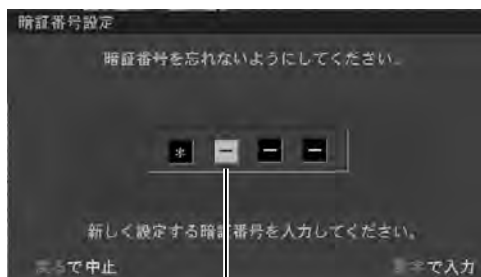 暗証番号設定
暗証番号を忘れないようにしてください。
* - - -
新しく設定する暗証番号を入力してください。
で中止
で入力